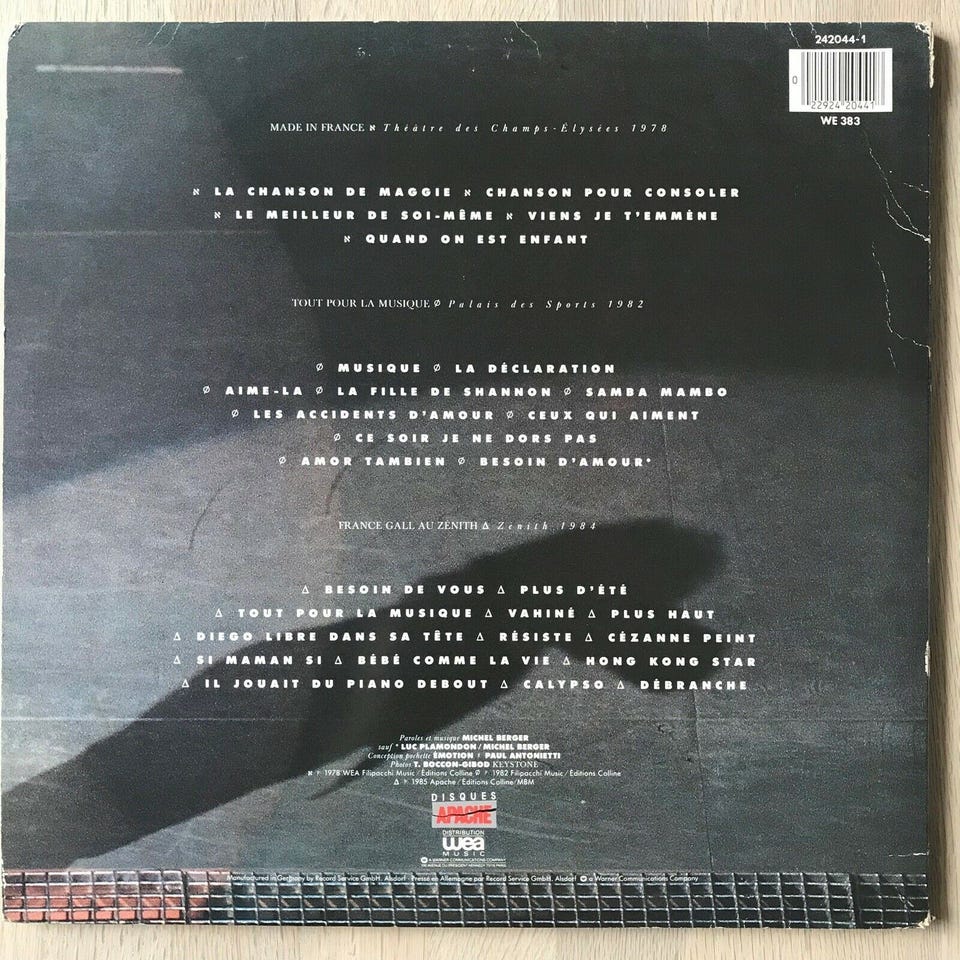 242044-1
0
22924 20441
WE 383
MADE IN FRANCE א Théâtre des Champs-Élysées 1978
א LA CHANSON DE MAGGIE א CHANSON POUR CONSOLER
א LE MEILLEUR DE SOI-MÊME א VIENS JE T'EMMÈNE
א QUAND ON EST ENFANT
TOUT POUR LA MUSIQUE Ø Palais des Sports 1982
Ø MUSIQUE Ø LA DÉCLARATION
Ø AIME-LA Ø LA FILLE DE SHANNON Ø SAMBA MAMBO
Ø LES ACCIDENTS D'AMOUR Ø CEUX QUI AIMENT
Ø CE SOIR JE NE DORS PAS
Ø AMOR TAMBIEN Ø BESOIN D'AMOUR*
FRANCE GALL AU ZENITH Δ Zenith 1984
Δ BESOIN DE VOUS Δ PLUS D'ÉTÉ
Δ TOUT POUR LA MUSIQUE Δ VAHINÉ Δ PLUS HAUT
Δ DIEGO LIBRE DANS SA TÊTE Δ RÉSISTE Δ CÉZANNE PEINT
Δ SI MAMAN SI Δ BÉBÉ COMME LA VIE Δ HONG KONG STAR
Δ IL JOUAIT DU PIANO DEBOUT Δ CALYPSO Δ DÉBRANCHE
Paroles et musique MICHEL BERGER
sauf * LUC PLAMONDON/MICHEL BERGER
Conception pochette ÉMOTION PAUL ANTONIETTI
Photos T. BOCCON-GIBOD KEYSTONE
א ℗ 1978 WEA Filipacchi Music/Éditions Colline Ø ℗ 1982 Filipacchi Music/Éditions Colline
Δ ℗ 1985 Apache/Éditions Colline/MBM
DISQUES
APACHE
DISTRIBUTION
wea
MUSIC
A WARNER COMMUNICATIONS COMPANY
Manufactured in Germany by Record Service GmbH, Alsdorf · Pressé en Allemagne par Record Service GmbH, Alsdorf a Warner Communications Company